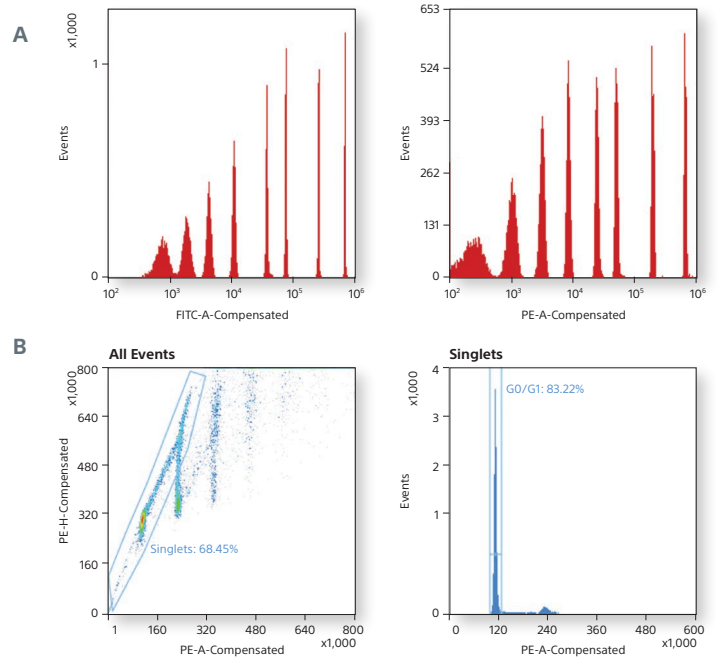 A
x1,000
1
0
Events
10² 10³ 10⁴ 10⁵ 10⁶
FITC-A-Compensated
653
524
393
262
131
0
Events
10² 10³ 10⁴ 10⁵ 10⁶
PE-A-Compensated
B
All Events
x1,000
800
640
480
320
160
0
PE-H-Compensated
Singlets: 68.45%
1 160 320 480 640 800
x1,000
PE-A-Compensated
Singlets
x1,000
4
3
2
1
0
Events
G0/G1: 83.22%
0 120 240 360 480 600
x1,000
PE-A-Compensated